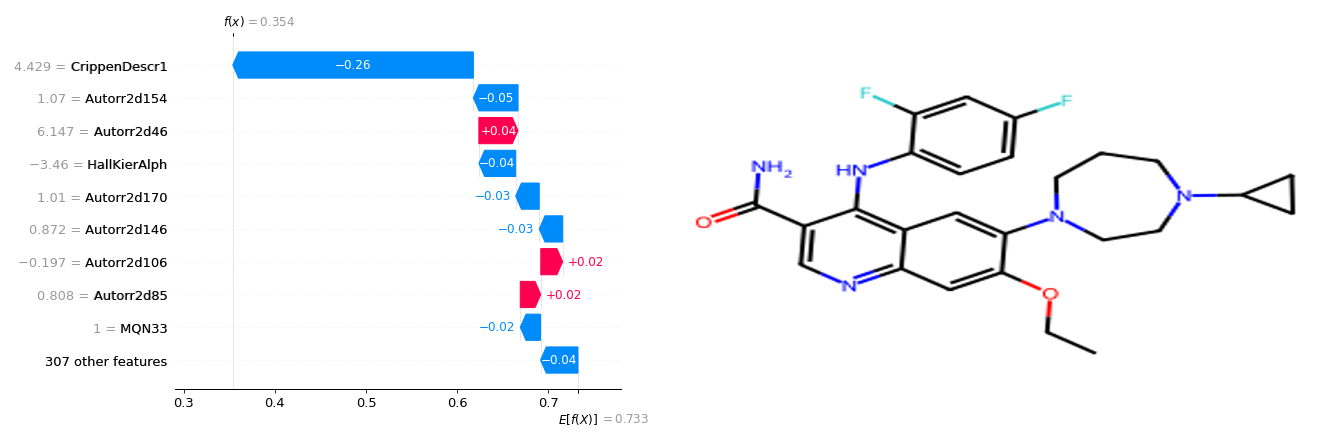 f(x) = 0.354
4.429 = CrippenDescr1
−0.26
1.07 = Autorr2d154
−0.05
6.147 = Autorr2d46
+0.04
−3.46 = HallKierAlph
−0.04
1.01 = Autorr2d170
−0.03
0.872 = Autorr2d146
−0.03
−0.197 = Autorr2d106
+0.02
0.808 = Autorr2d85
+0.02
1 = MQN33
−0.02
307 other features
−0.04
0.3 0.4 0.5 0.6 0.7
E[f(X)] = 0.733
F
F
NH₂
HN
O
N
N
N
O